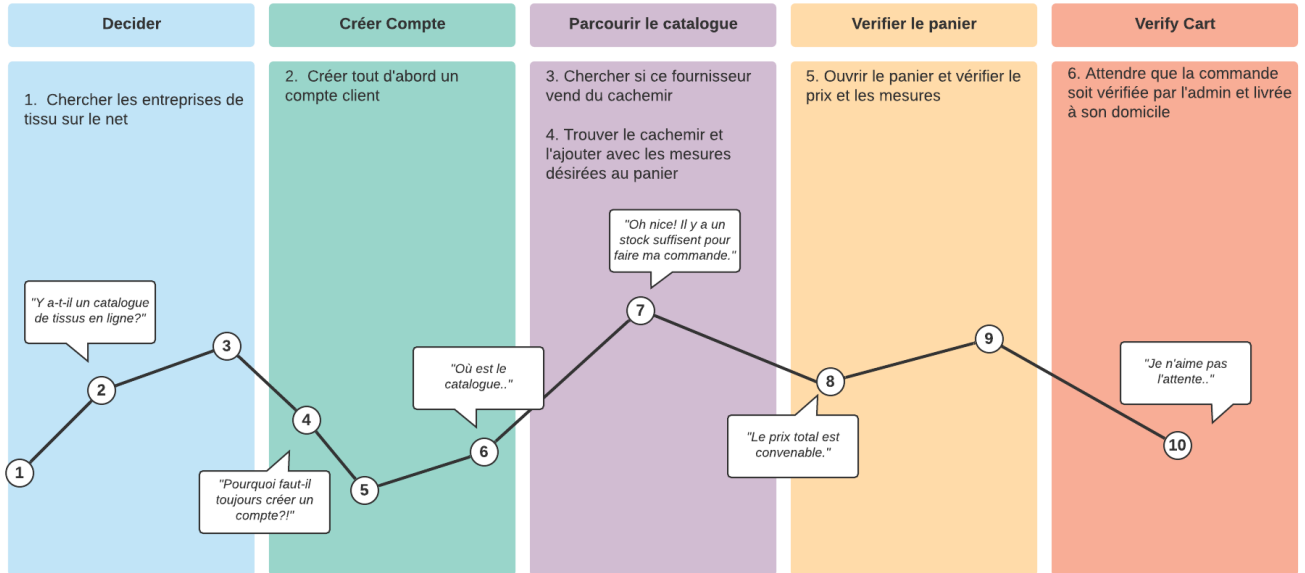 Decider
Créer Compte
Parcourir le catalogue
Verifier le panier
Verify Cart
1. Chercher les entreprises de
tissu sur le net
2. Créer tout d'abord un
compte client
3. Chercher si ce fournisseur
vend du cachemir
4. Trouver le cachemir et
l'ajouter avec les mesures
désirées au panier
5. Ouvrir le panier et vérifier le
prix et les mesures
6. Attendre que la commande
soit vérifiée par l'admin et livrée
à son domicile
"Y a-t-il un catalogue
de tissus en ligne?"
"Pourquoi faut-il
toujours créer un
compte?!"
"Où est le
catalogue.."
"Oh nice! Il y a un
stock suffisent pour
faire ma commande."
"Le prix total est
convenable."
"Je n'aime pas
l'attente.."
1
2
3
4
5
6
7
8
9
10